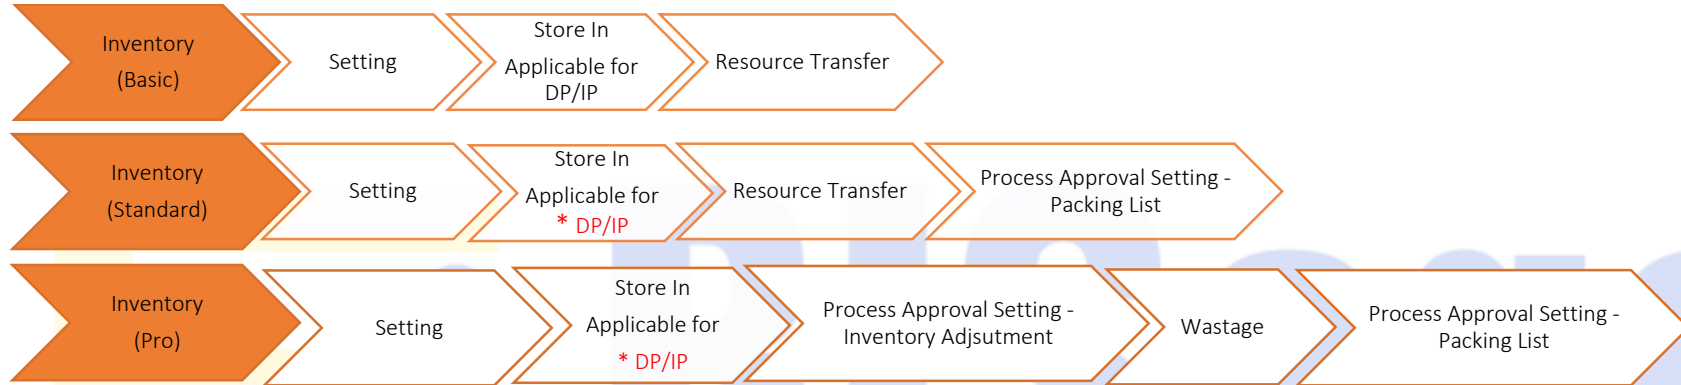 Inventory
(Basic)
Setting
Store In
Applicable for
DP/IP
Resource Transfer
Inventory
(Standard)
Setting
Store In
Applicable for
* DP/IP
Resource Transfer
Process Approval Setting -
Packing List
Inventory
(Pro)
Setting
Store In
Applicable for
* DP/IP
Process Approval Setting -
Inventory Adjsutment
Wastage
Process Approval Setting -
Packing List